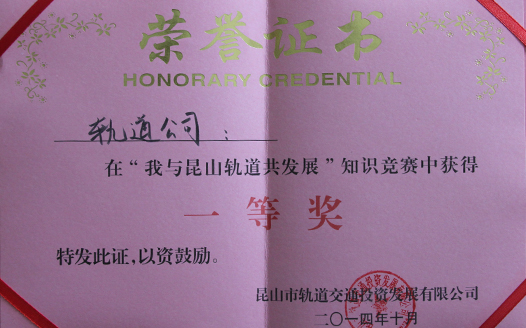 荣誉证书
HONORARY CREDENTIAL
轨道公司：
在“我与昆山轨道共发展”知识竞赛中获得
一等奖
特发此证，以资鼓励。
昆山市轨道交通投资发展有限公司
二〇一四年十月